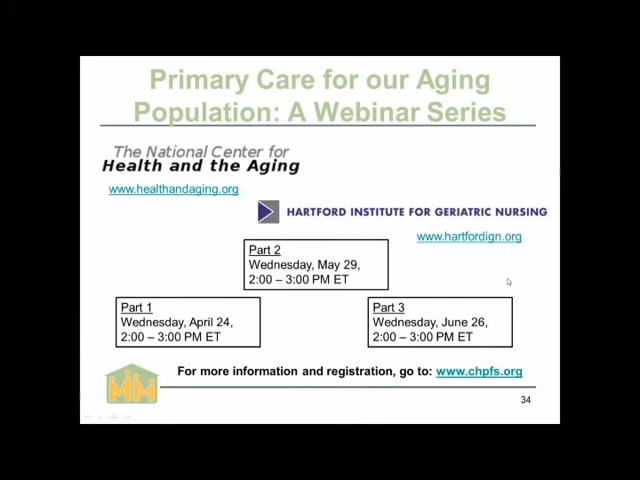 Primary Care for our Aging
Population: A Webinar Series
The National Center for
Health and the Aging
www.healthandaging.org
HARTFORD INSTITUTE FOR GERIATRIC NURSING
www.hartfordign.org
Part 2
Wednesday, May 29,
2:00 – 3:00 PM ET
Part 1
Wednesday, April 24,
2:00 – 3:00 PM ET
Part 3
Wednesday, June 26,
2:00 – 3:00 PM ET
For more information and registration, go to: www.chpfs.org
34